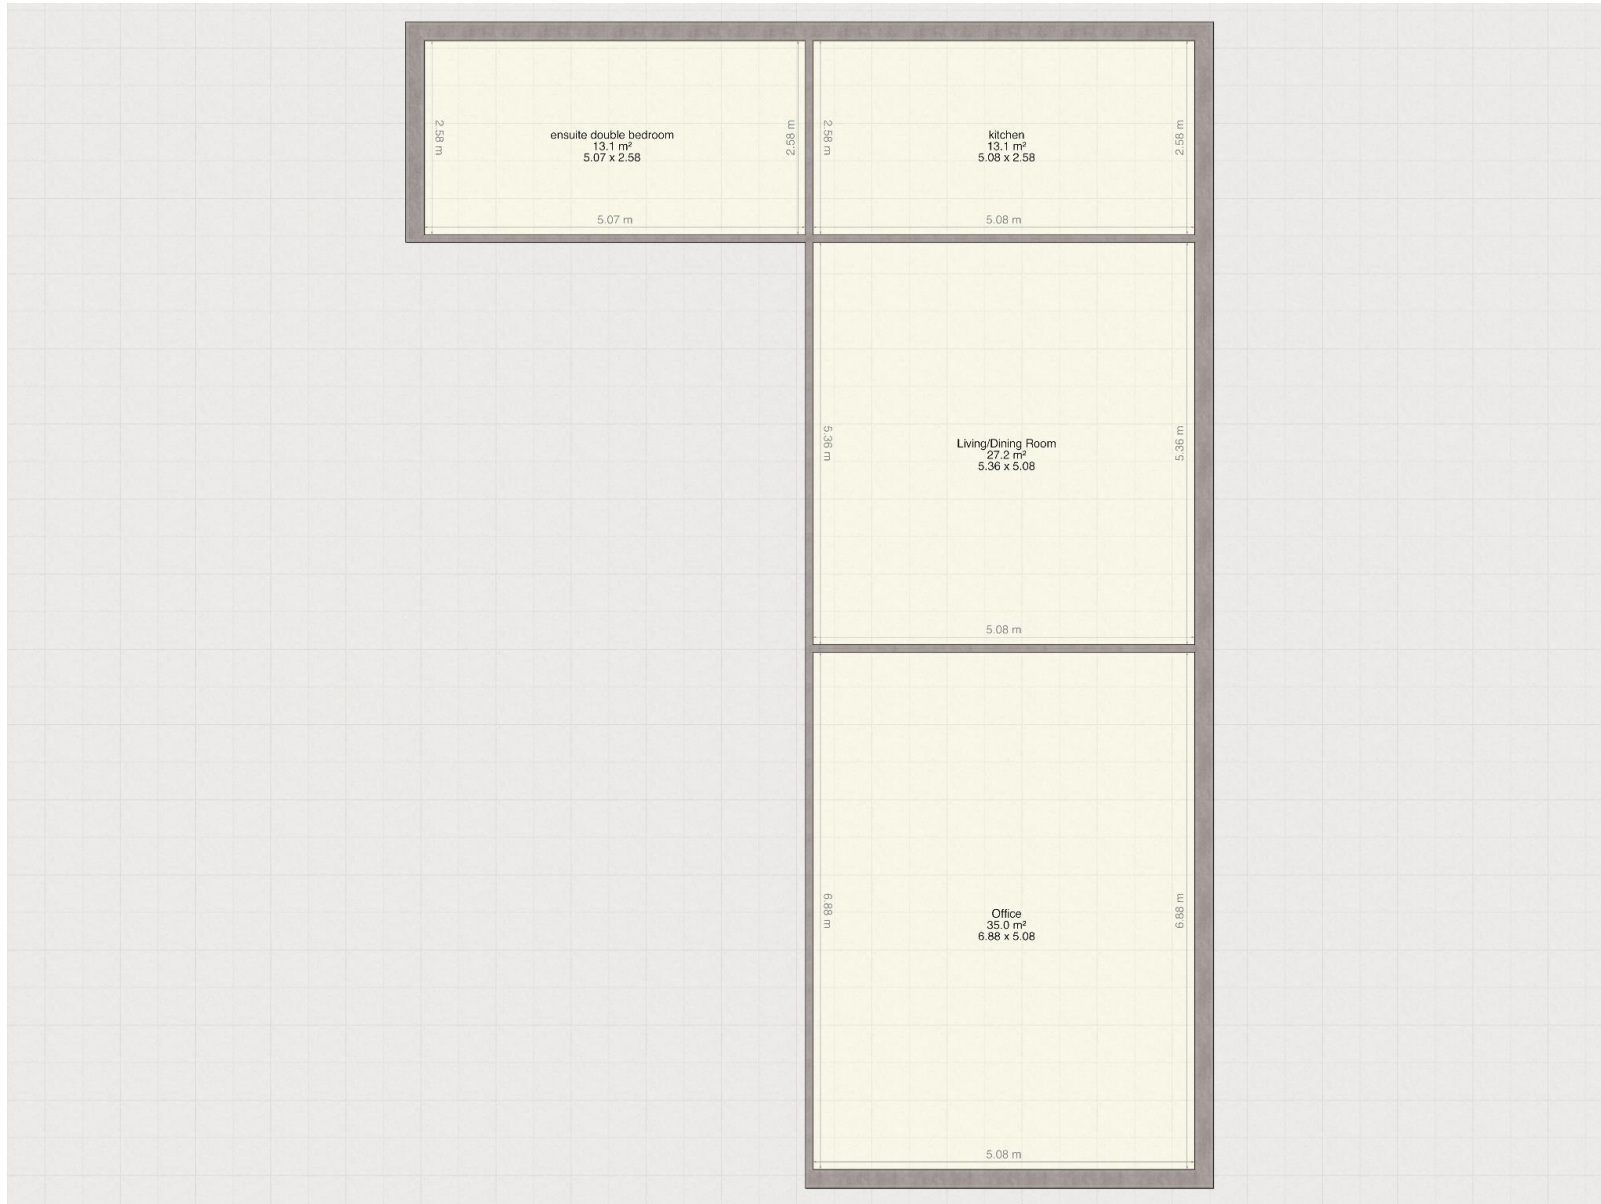 2.58 m
ensuite double bedroom
13.1 m²
5.07 x 2.58
2.58 m
5.07 m
2.58 m
kitchen
13.1 m²
5.08 x 2.58
2.58 m
5.08 m
5.36 m
Living/Dining Room
27.2 m²
5.36 x 5.08
5.36 m
5.08 m
6.88 m
Office
35.0 m²
6.88 x 5.08
6.88 m
5.08 m